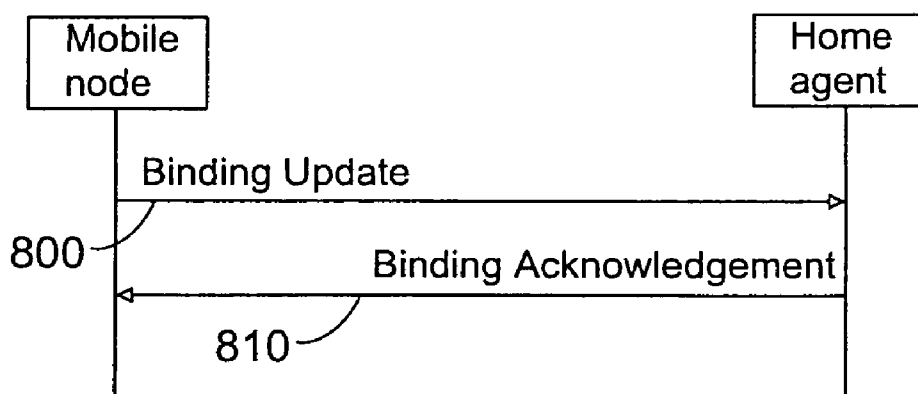 Mobile
node
Home
agent
Binding Update
800
Binding Acknowledgement
810